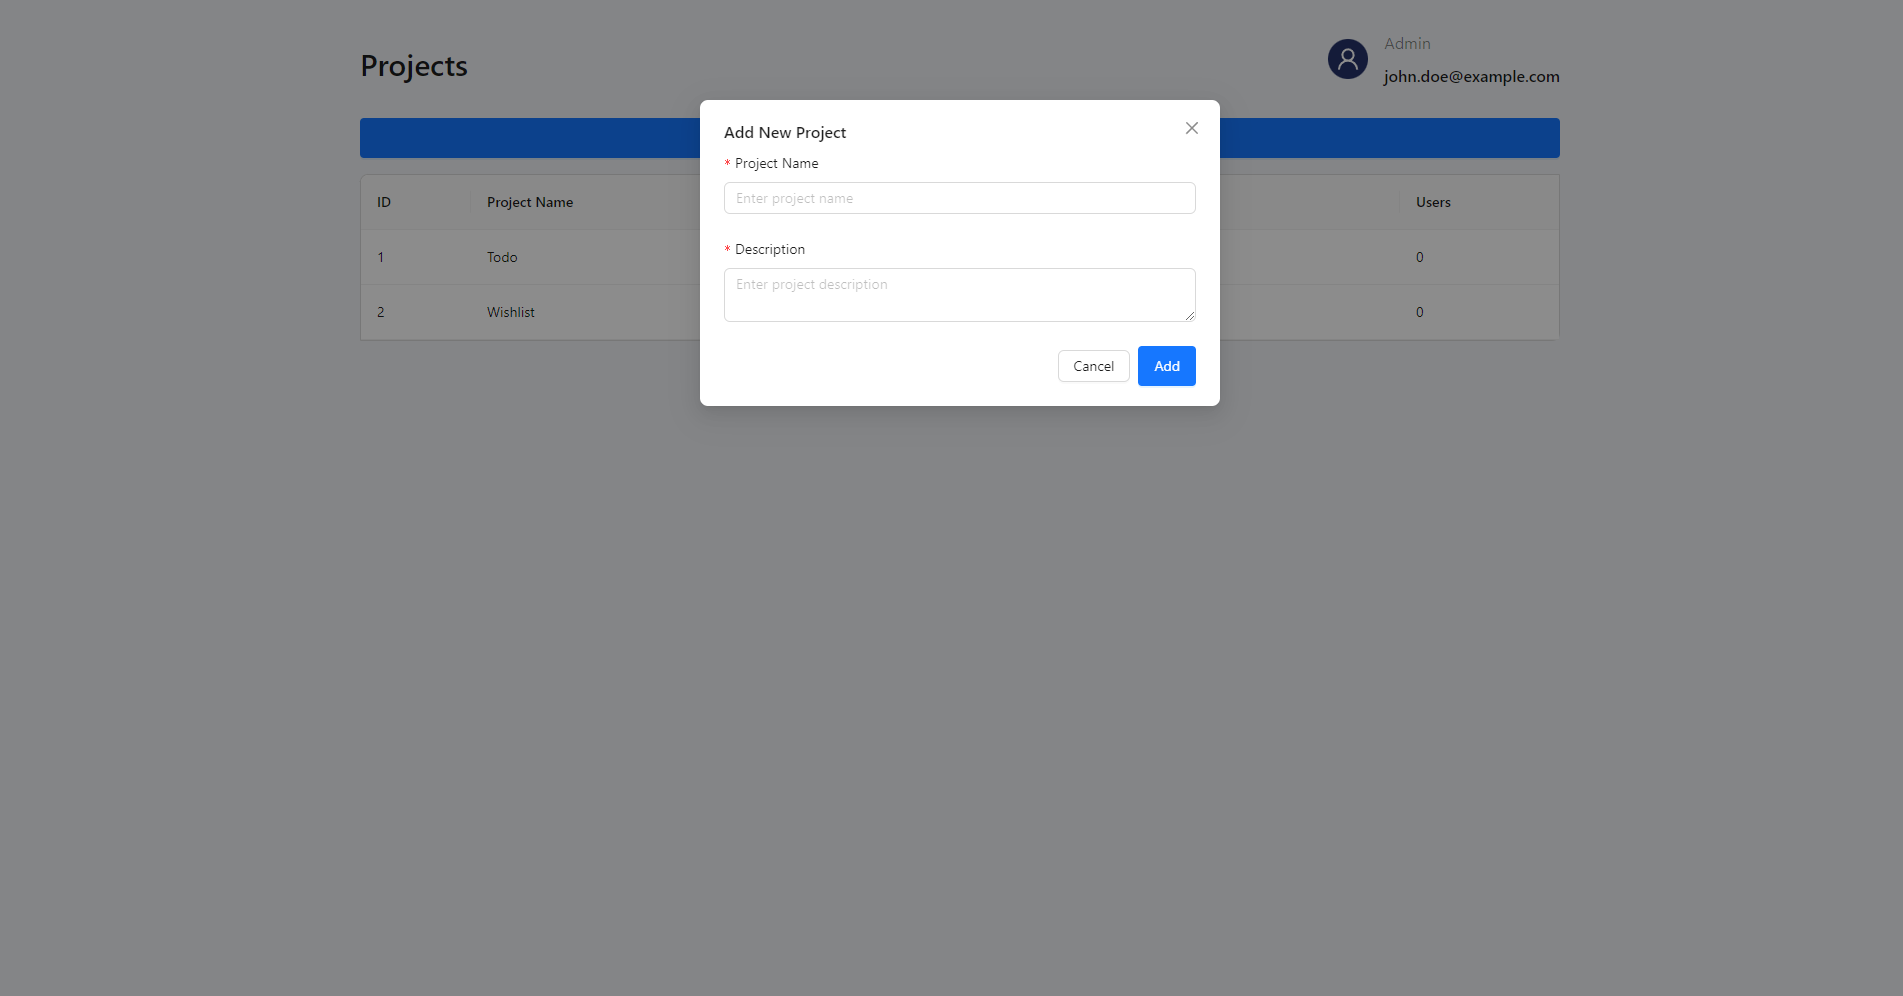 Projects
Admin
john.doe@example.com
Add New Project
* Project Name
Enter project name
* Description
Enter project description
Cancel
Add
ID
Project Name
Users
1
Todo
0
2
Wishlist
0